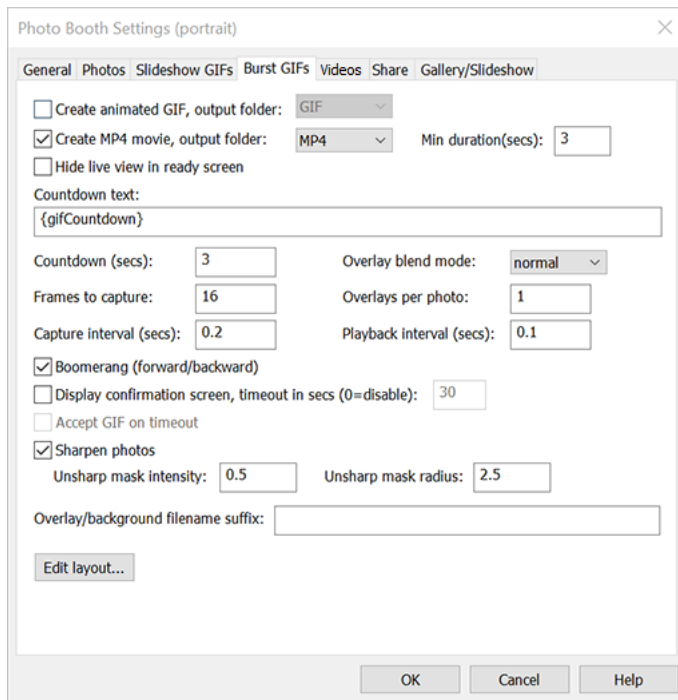 Photo Booth Settings (portrait)
General Photos Slideshow GIFs Burst GIFs Videos Share Gallery/Slideshow
Create animated GIF, output folder: GIF
Create MP4 movie, output folder: MP4 Min duration(secs): 3
Hide live view in ready screen
Countdown text:
{gifCountdown}
Countdown (secs): 3 Overlay blend mode: normal
Frames to capture: 16 Overlays per photo: 1
Capture interval (secs): 0.2 Playback interval (secs): 0.1
Boomerang (forward/backward)
Display confirmation screen, timeout in secs (0=disable): 30
Accept GIF on timeout
Sharpen photos
Unsharp mask intensity: 0.5 Unsharp mask radius: 2.5
Overlay/background filename suffix:
Edit layout...
OK Cancel Help